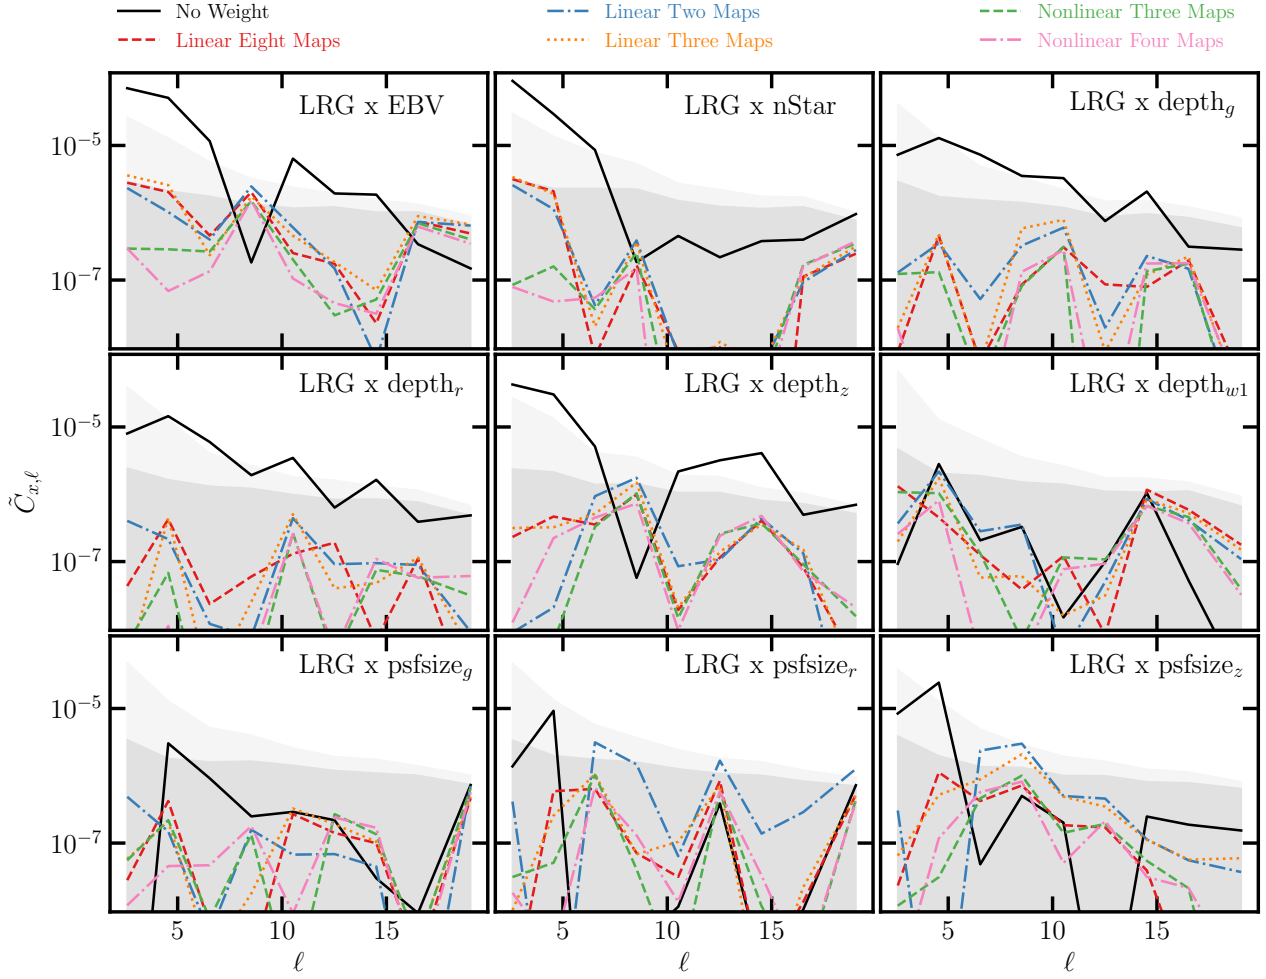 No Weight Linear Two Maps Nonlinear Three Maps
Linear Eight Maps Linear Three Maps Nonlinear Four Maps
LRG x EBV LRG x nStar LRG x depth_g
10⁻⁵
10⁻⁷
LRG x depth_r LRG x depth_z LRG x depth_{w1}
10⁻⁵
C̃_{x,ℓ}
10⁻⁷
LRG x psfsize_g LRG x psfsize_r LRG x psfsize_z
10⁻⁵
10⁻⁷
5 10 15 5 10 15 5 10 15
ℓ ℓ ℓ